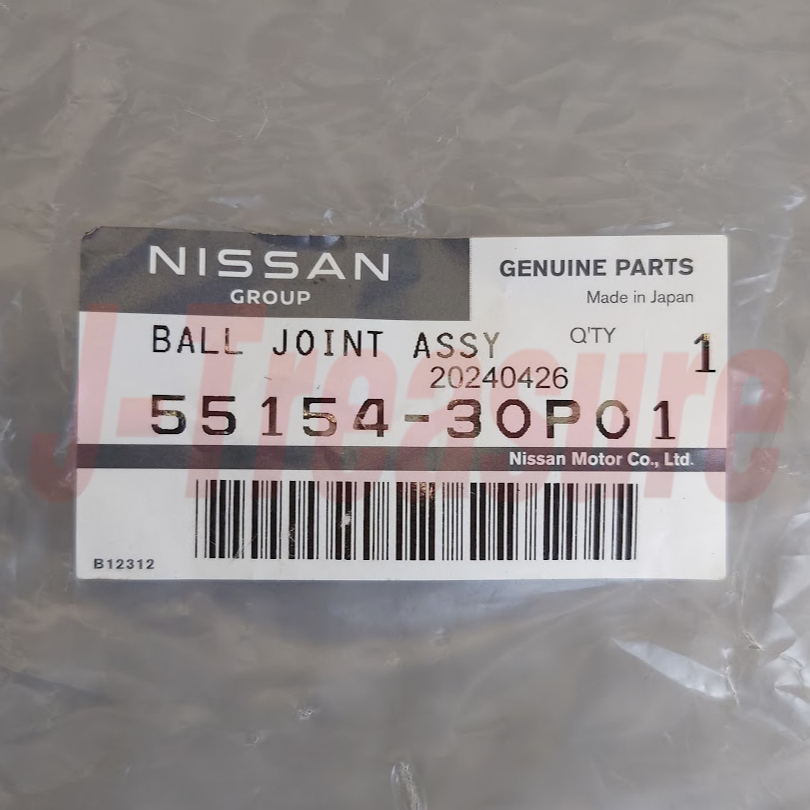 NISSAN
GROUP
GENUINE PARTS
Made in Japan
BALL JOINT ASSY
Q'TY
1
20240426
55154-30P01
Nissan Motor Co., Ltd.
B12312
J-Treasure